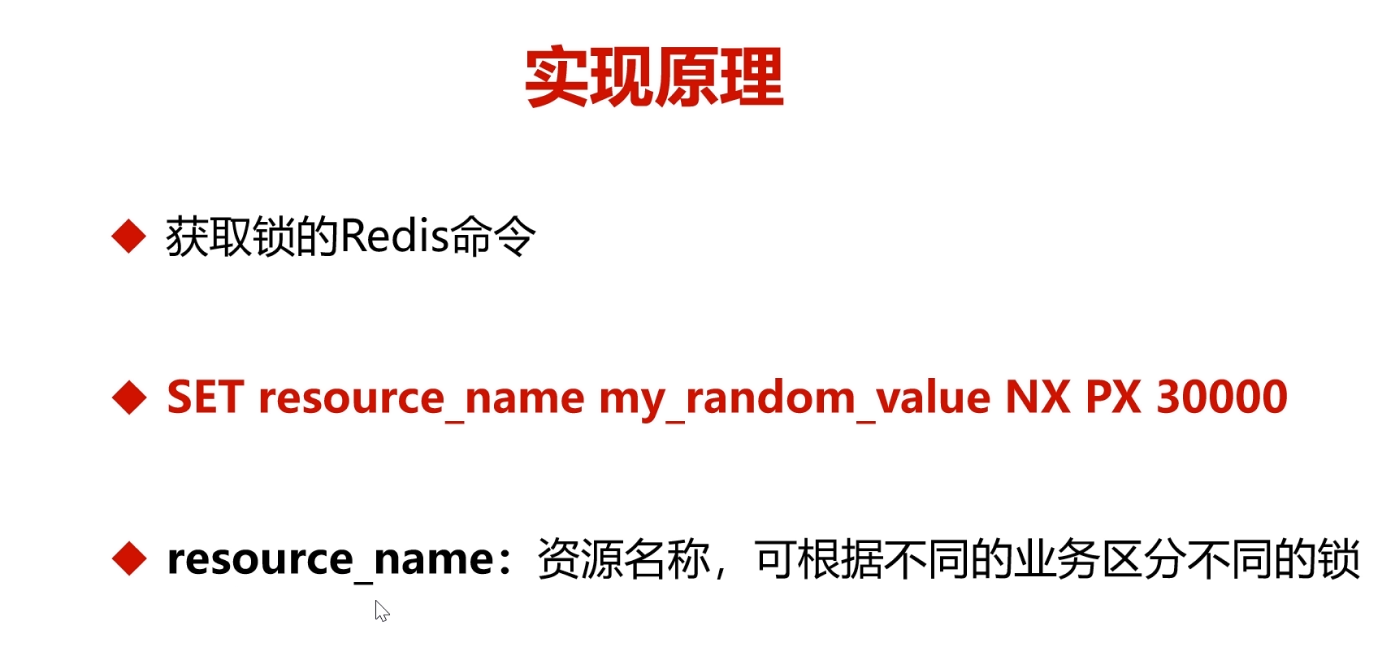 实现原理
获取锁的Redis命令
SET resource_name my_random_value NX PX 30000
resource_name：资源名称，可根据不同的业务区分不同的锁